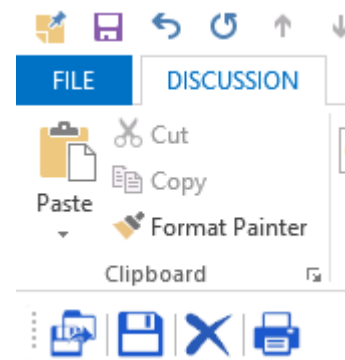 FILE
DISCUSSION
Cut
Copy
Paste
Format Painter
Clipboard